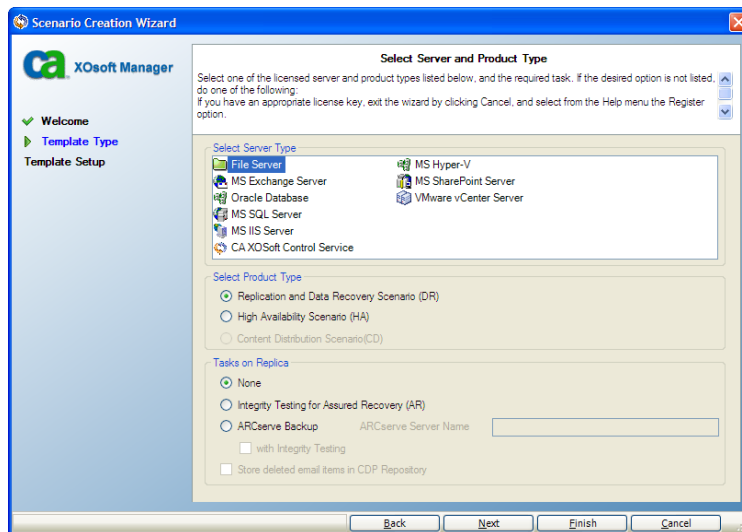 Scenario Creation Wizard
ca XOsoft Manager
Welcome
Template Type
Template Setup
Select Server and Product Type
Select one of the licensed server and product types listed below, and the required task. If the desired option is not listed,
do one of the following:
If you have an appropriate license key, exit the wizard by clicking Cancel, and select from the Help menu the Register
option.
Select Server Type
File Server
MS Exchange Server
Oracle Database
MS SQL Server
MS IIS Server
CA XOSoft Control Service
MS Hyper-V
MS SharePoint Server
VMware vCenter Server
Select Product Type
Replication and Data Recovery Scenario (DR)
High Availability Scenario (HA)
Content Distribution Scenario(CD)
Tasks on Replica
None
Integrity Testing for Assured Recovery (AR)
ARCserve Backup ARCserve Server Name
with Integrity Testing
Store deleted email items in CDP Repository
Back Next Finish Cancel